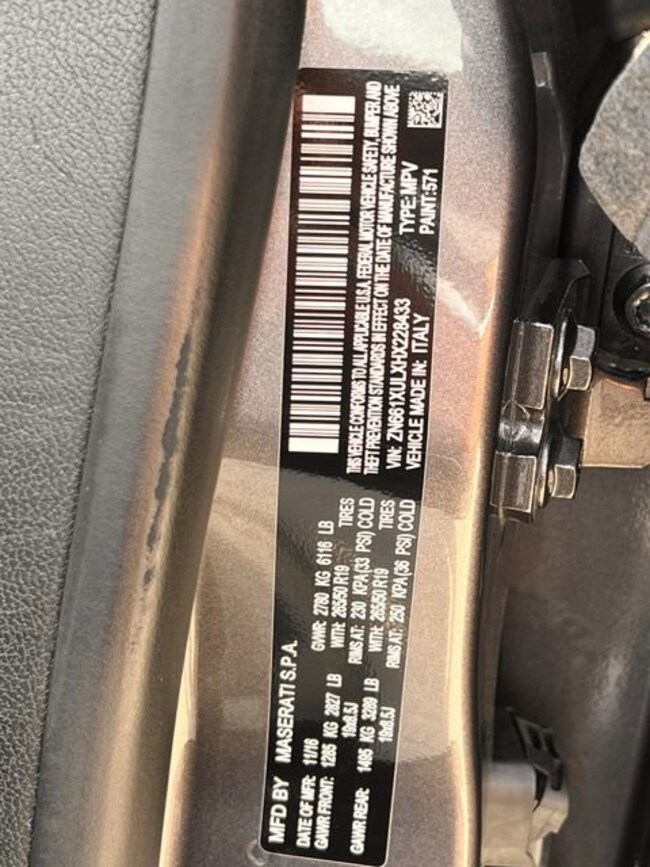 MFD BY MASERATI S.P.A.
DATE OF MFR: 11/16 GVWR: 2780 KG 6116 LB
GAWR FRONT: 1285 KG 2827 LB WITH: 265/50 R19 TIRES
19x8.5J RIMS AT: 230 KPA(33 PSI) COLD
GAWR REAR: 1495 KG 3289 LB WITH: 265/50 R19 TIRES
19x8.5J RIMS AT: 250 KPA(36 PSI) COLD
THIS VEHICLE CONFORMS TO ALL APPLICABLE U.S.A. FEDERAL MOTOR VEHICLE SAFETY, BUMPER, AND
THEFT PREVENTION STANDARDS IN EFFECT ON THE DATE OF MANUFACTURE SHOWN ABOVE
VIN: ZN661XULXHX228433 TYPE: MPV
VEHICLE MADE IN: ITALY PAINT: 571